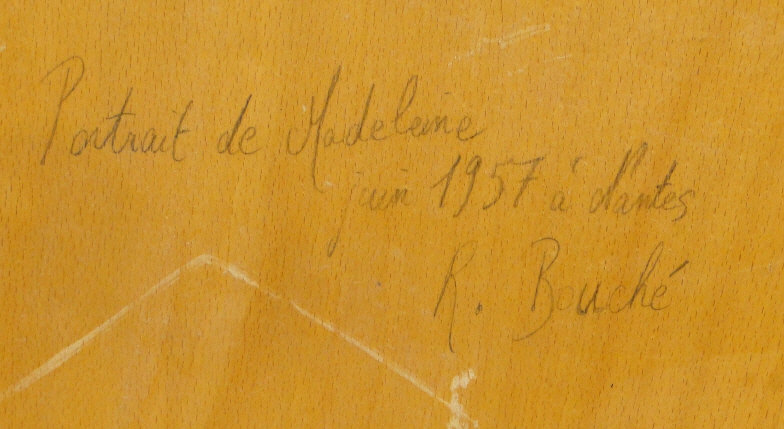 Portrait de Madeleine
juin 1957 à Nantes
R. Bouché